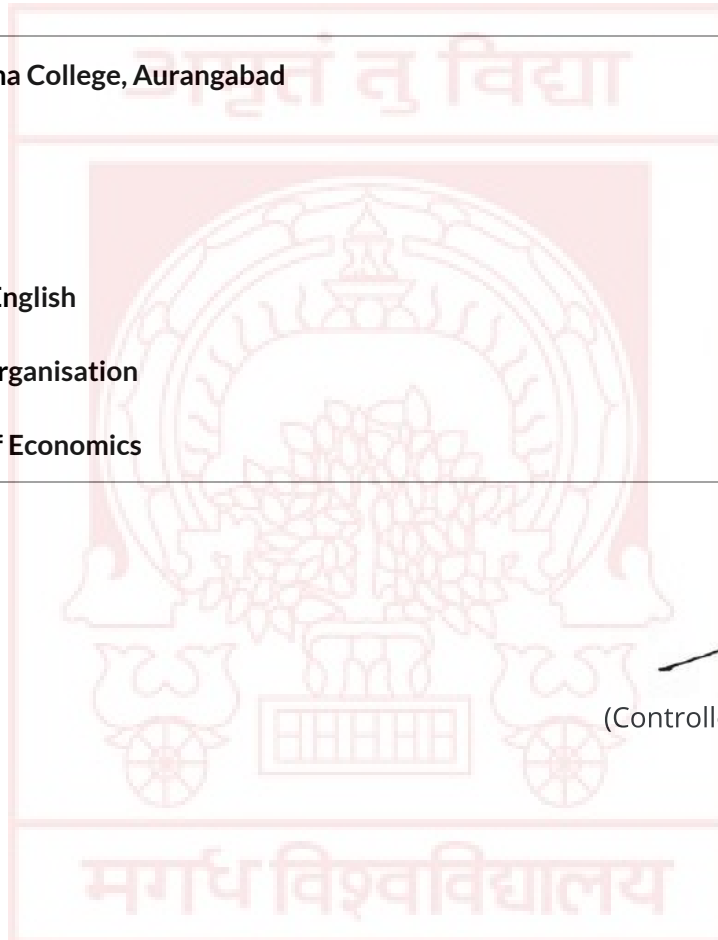 अमृतं तु विद्या
na College, Aurangabad
English
rganisation
f Economics
(Controll
मगध विश्वविद्यालय